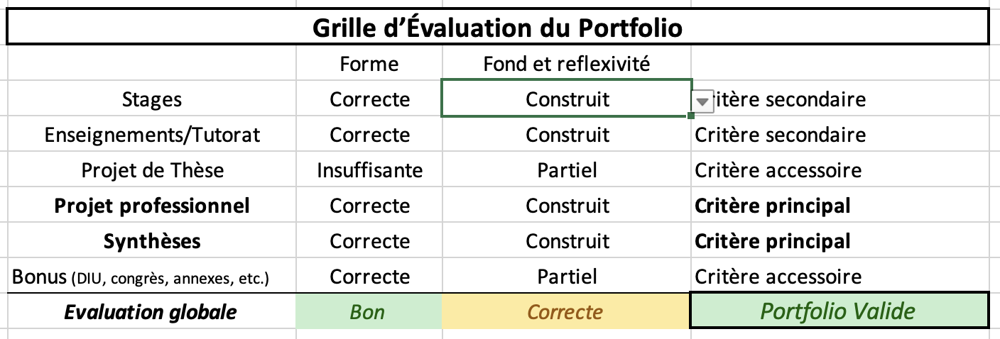 Grille d’Évaluation du Portfolio
Forme Fond et reflexivité
Stages Correcte Construit ritère secondaire
Enseignements/Tutorat Correcte Construit Critère secondaire
Projet de Thèse Insuffisante Partiel Critère accessoire
Projet professionnel Correcte Construit Critère principal
Synthèses Correcte Construit Critère principal
Bonus (DIU, congrès, annexes, etc.) Correcte Partiel Critère accessoire
Evaluation globale Bon Correcte Portfolio Valide